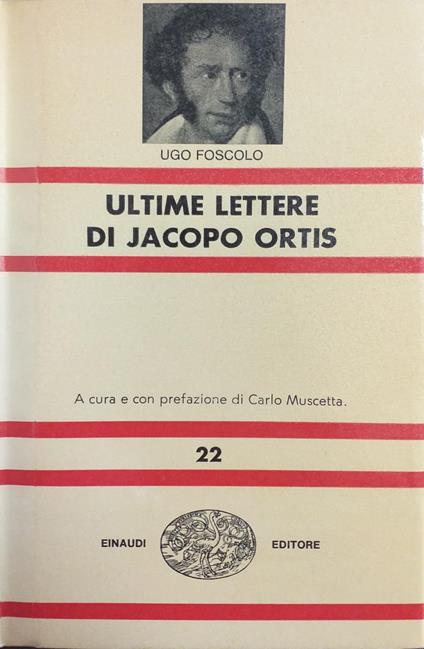 UGO FOSCOLO
ULTIME LETTERE
DI JACOPO ORTIS
A cura e con prefazione di Carlo Muscetta.
22
EINAUDI EDITORE